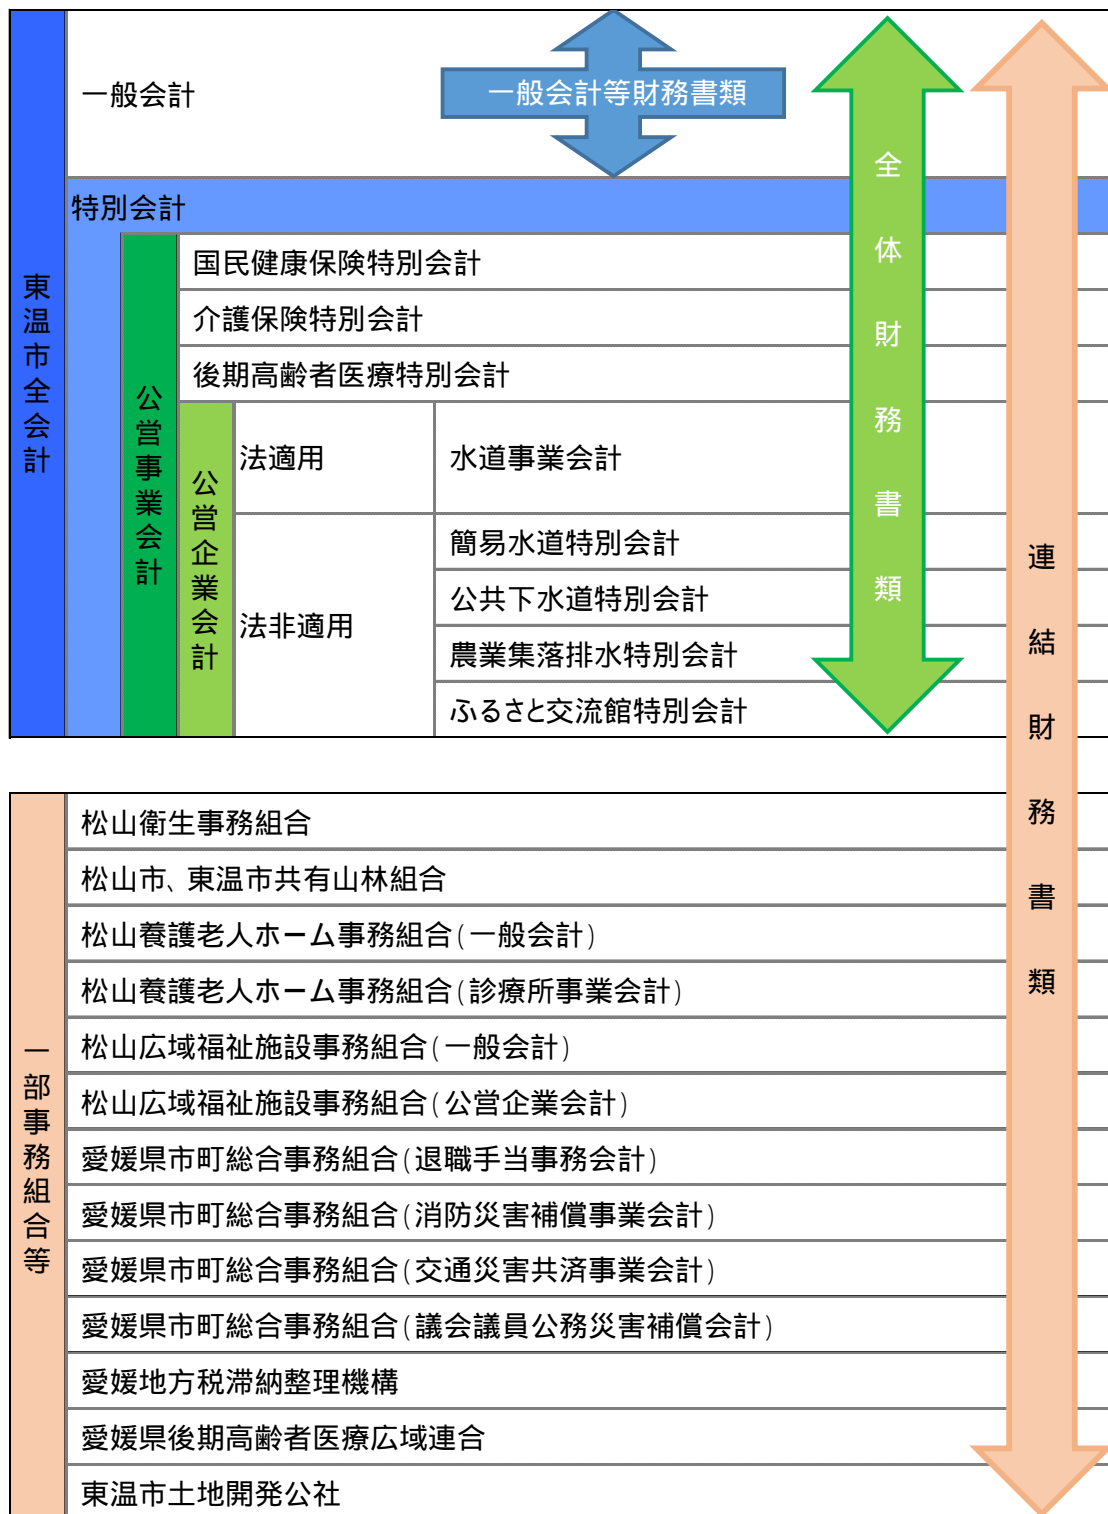 東温市全会計
一般会計
一般会計等財務書類
全体財務書類
連結財務書類
特別会計
公営事業会計
国民健康保険特別会計
介護保険特別会計
後期高齢者医療特別会計
公営企業会計
法適用
水道事業会計
法非適用
簡易水道特別会計
公共下水道特別会計
農業集落排水特別会計
ふるさと交流館特別会計
一部事務組合等
松山衛生事務組合
松山市、東温市共有山林組合
松山養護老人ホーム事務組合(一般会計)
松山養護老人ホーム事務組合(診療所事業会計)
松山広域福祉施設事務組合(一般会計)
松山広域福祉施設事務組合(公営企業会計)
愛媛県市町総合事務組合(退職手当事務会計)
愛媛県市町総合事務組合(消防災害補償事業会計)
愛媛県市町総合事務組合(交通災害共済事業会計)
愛媛県市町総合事務組合(議会議員公務災害補償会計)
愛媛地方税滞納整理機構
愛媛県後期高齢者医療広域連合
東温市土地開発公社